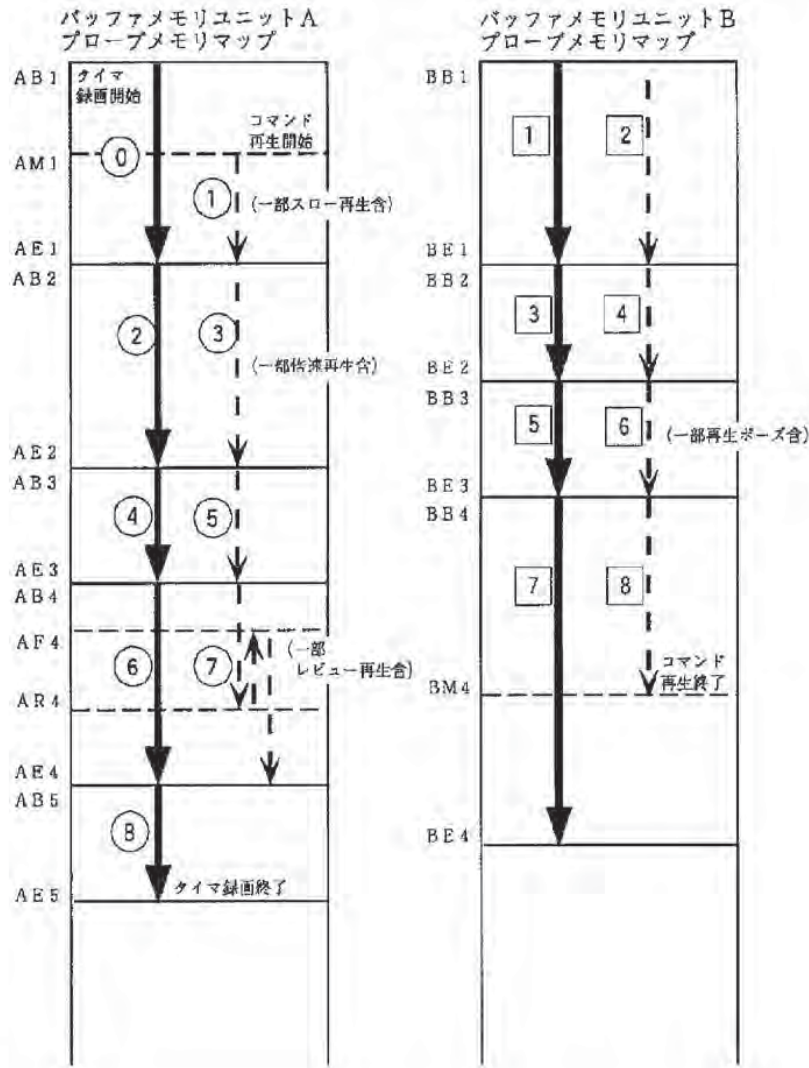 バッファメモリユニットA
プローブメモリマップ
AB1
タイマ
録画開始
コマンド
再生開始
0
AM1
1
(一部スロー再生含)
AE1
AB2
2
3
(一部倍速再生含)
AE2
AB3
4
5
AE3
AB4
AF4
6
7
(一部
レビュー再生含)
AR4
AE4
AB5
8
AE5
タイマ録画終了
バッファメモリユニットB
プローブメモリマップ
BB1
1
2
BE1
BB2
3
4
BE2
BB3
5
6
(一部再生ポーズ含)
BE3
BB4
7
8
コマンド
再生終了
BM4
BE4